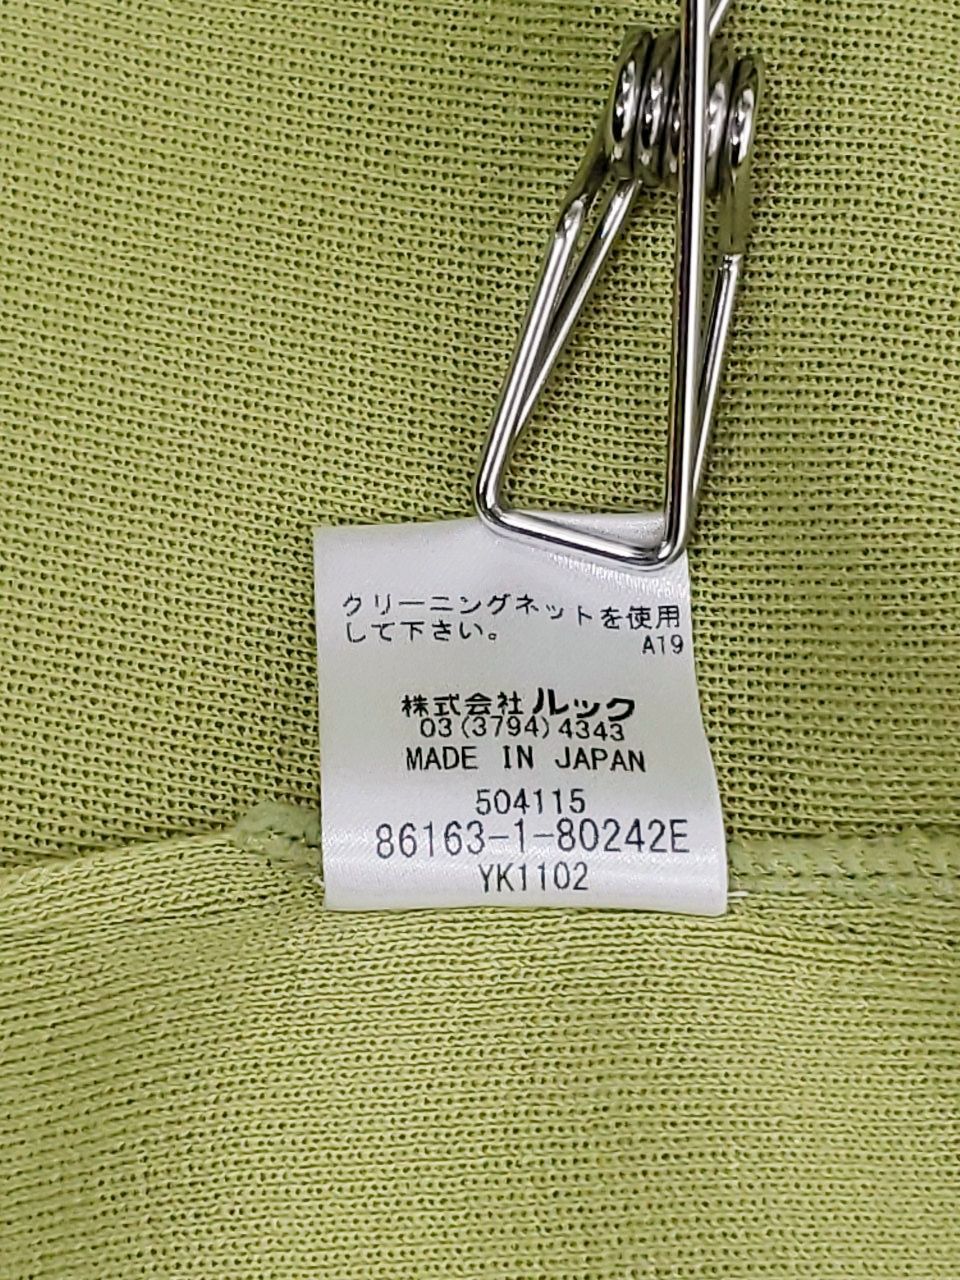 クリーニングネットを使用
して下さい。
A19
株式会社ルック
03(3794)4343
MADE IN JAPAN
504115
86163-1-80242E
YK1102